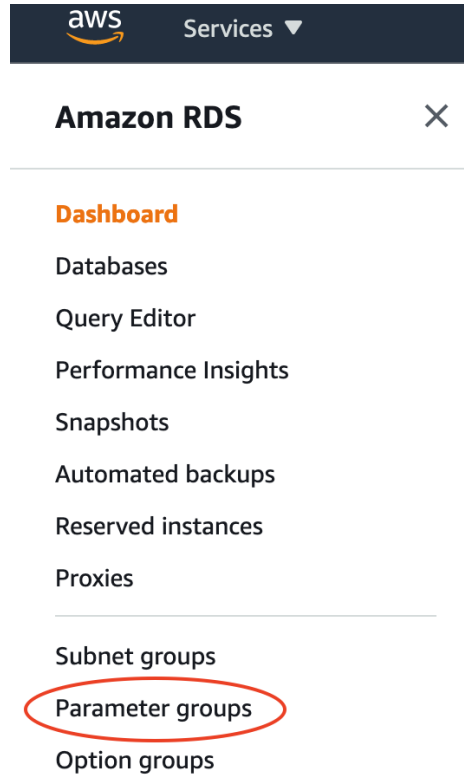 aws
Services ▼
Amazon RDS
Dashboard
Databases
Query Editor
Performance Insights
Snapshots
Automated backups
Reserved instances
Proxies
Subnet groups
Parameter groups
Option groups